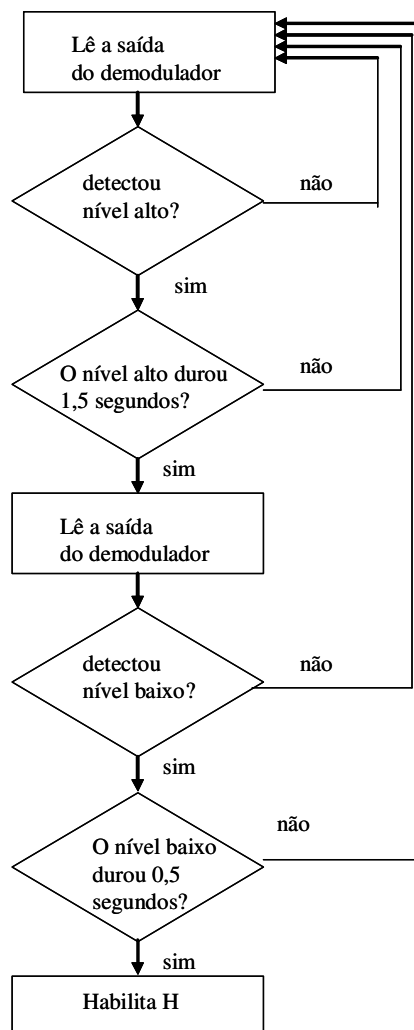 Lê a saída
do demodulador
detectou
nível alto?
não
sim
O nível alto durou
1,5 segundos?
não
sim
Lê a saída
do demodulador
detectou
nível baixo?
não
sim
O nível baixo
durou 0,5
segundos?
não
sim
Habilita H